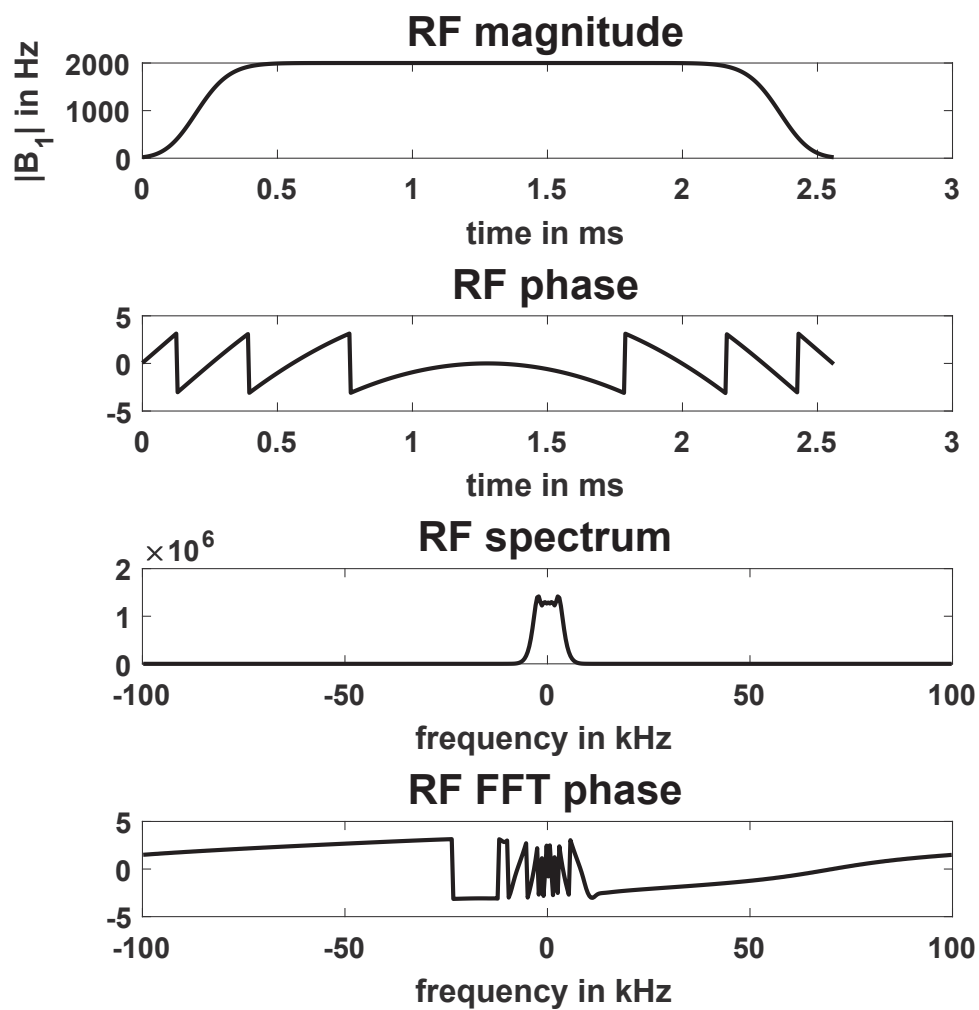 RF magnitude
|B1| in Hz
2000
1000
0
0 0.5 1 1.5 2 2.5 3
time in ms
RF phase
5
0
-5
0 0.5 1 1.5 2 2.5 3
time in ms
RF spectrum
×10^6
2
1
0
-100 -50 0 50 100
frequency in kHz
RF FFT phase
5
0
-5
-100 -50 0 50 100
frequency in kHz